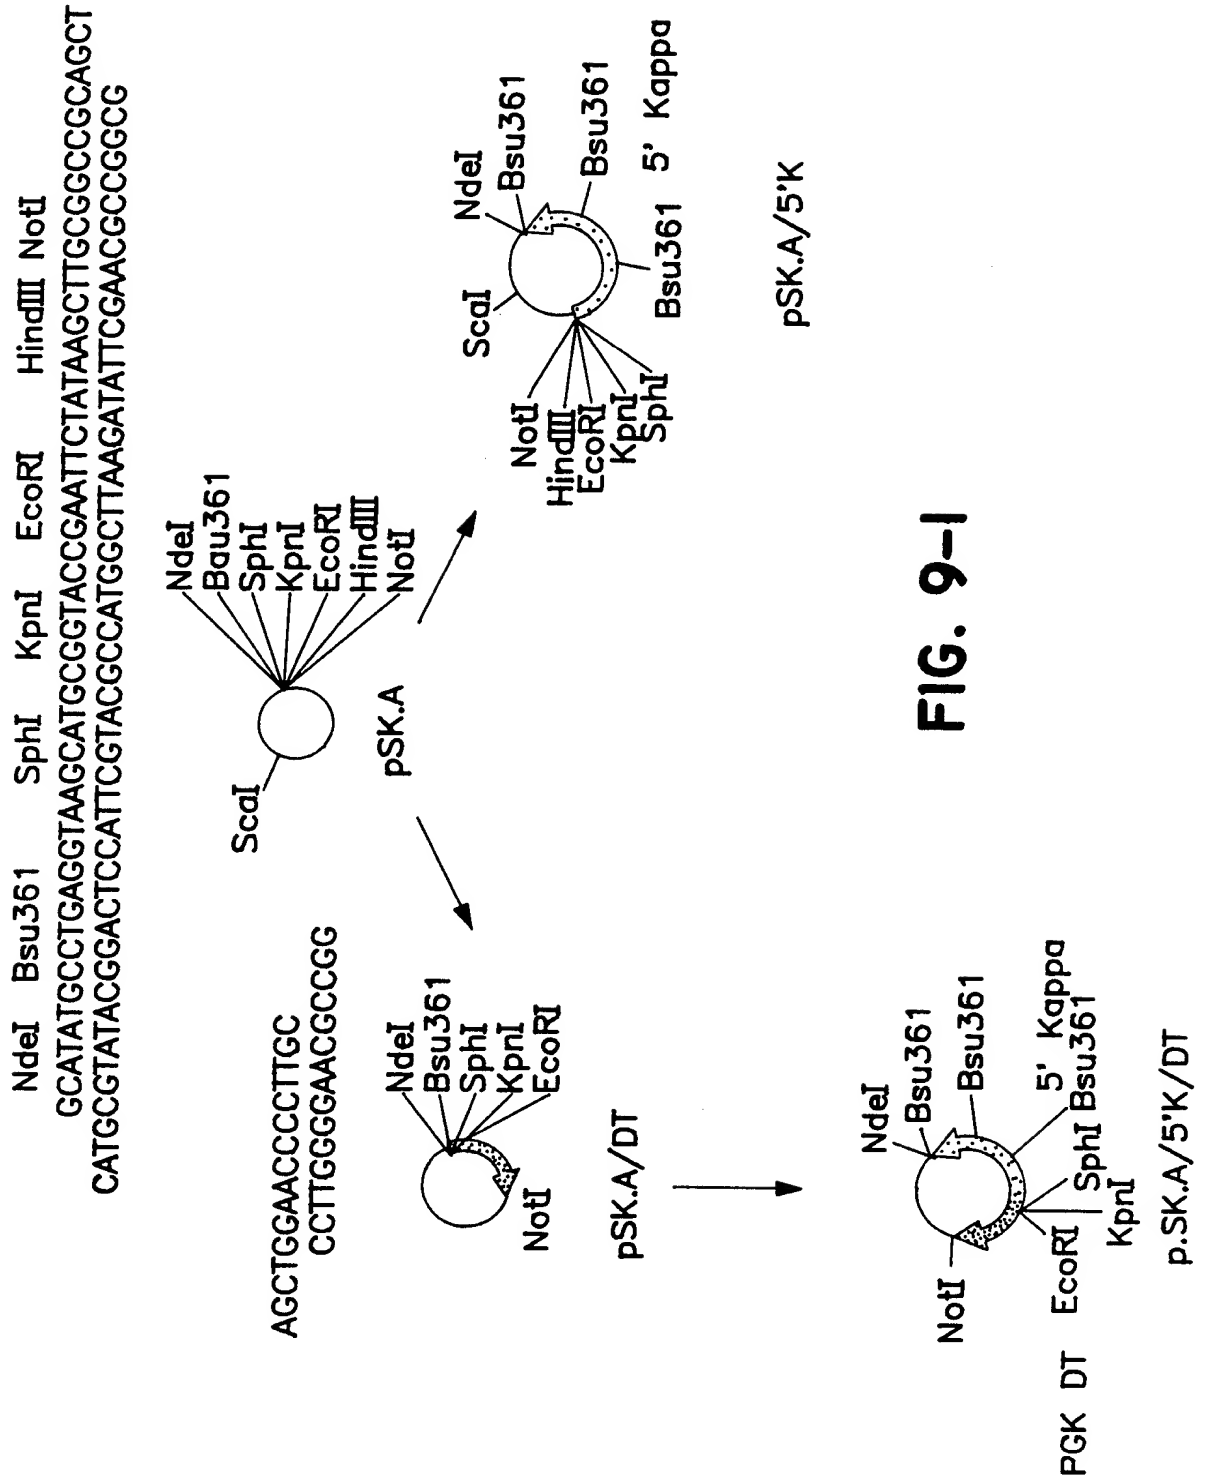 NdeI Bsu361 SphI KpnI EcoRI HindIII NotI
GCATATGCCTGAGGTAAGCATGCGGTACCGAATTCTATAAGCTTGCGGCCGCAGCT
CATGCGTATACGGACTCCATTCGTACGCCATGGCTTAAGATATTCGAACGCCGGCG
ScaI
NdeI
Bau361
SphI
KpnI
EcoRI
HindIII
NotI
pSK.A
AGCTGGAACCCCTTGC
CCTTGGGGAACGCCGG
NdeI
Bsu361
SphI
KpnI
EcoRI
NotI
pSK.A/DT
ScaI
NdeI
Bsu361
Bsu361
Bsu361 5' Kappa
NotI
HindIII
EcoRI
KpnI
SphI
pSK.A/5'K
NdeI
Bsu361
Bsu361
5' Kappa
SphI Bsu361
KpnI
NotI
PGK DT EcoRI
p.SK.A/5'K/DT
FIG. 9-1